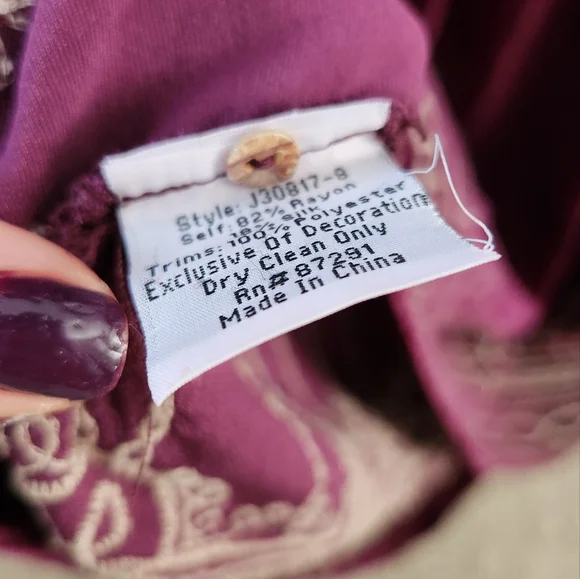 Style: J30817-8
Self: 82% Rayon
18% Silk
Trims: 100% Polyester
Exclusive Of Decoration
Dry Clean Only
Rn# 87291
Made In China